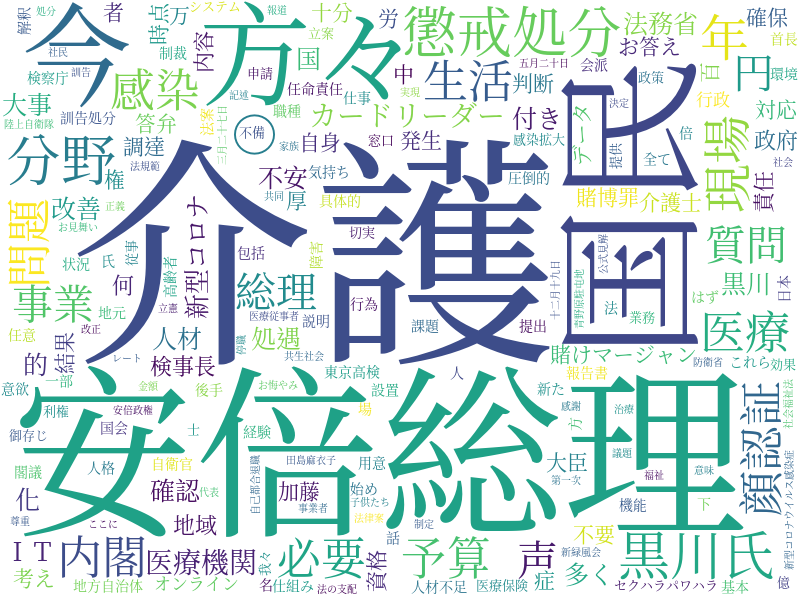 解釈
者
時点
システム
処分
報道
万
労
今
方々
懲戒処分
法務省
十分
年
確保
首長
社民
制裁
立案
国
お答え
検察庁
訓告
内容
感染
申請
任命責任
中
五月二十日
会派
生活
判断
百
政策
円
環境
大事
訓告処分
答弁
記述
職種
仕事
実現
カードリーダー
付き
行政
対応
陸上自衛隊
法案
不備
窓口
自身
発生
感染拡大
データ
提供
決定
倍
政府
法規範
三月二十七日
家族
気持ち
圧倒的
全て
社会
分野
調達
権
不安
厚
具体的
賭博罪
介護士
現場
責任
介護
国民
問題
改善
正義
お見舞い
新型コロナ
共同
切実
公式見解
質問
状況
氏
従事
高齢者
何
包括
障害
行為
青野原駐屯地
法
業務
はず
黒川
日本
事業
地元
立憲
総理
医療従事者
説明
課題
提出
十二月十九日
医療
任意
的
結果
改正
レート
人材
処遇
停職
共生社会
人
賭けマージャン
防衛省
これら
効果
検事長
東京高検
意欲
一部
後手
お悔やみ
設置
新た
報告書
安倍総理
利権
安倍政権
金額
場
感謝
方
治療
顔認証
社会福祉法
御存じ
国会
士
経験
田島麻衣子
用意
大臣
議題
閣議
人格
自衛官
自己都合退職
第一次
福祉
意味
化
確認
加藤
始め
子供たち
機能
下
新型コロナウイルス感染症
尊重
ここに
代表
事業者
法律案
不要
ＩＴ
内閣
地域
必要
話
制定
予算
声
新緑風会
黒川氏
医療機関
資格
症
多く
考え
地方自治体
オンライン
名
仕組み
我々
法の支配
人材不足
医療保険
セクハラパワハラ
基本
億